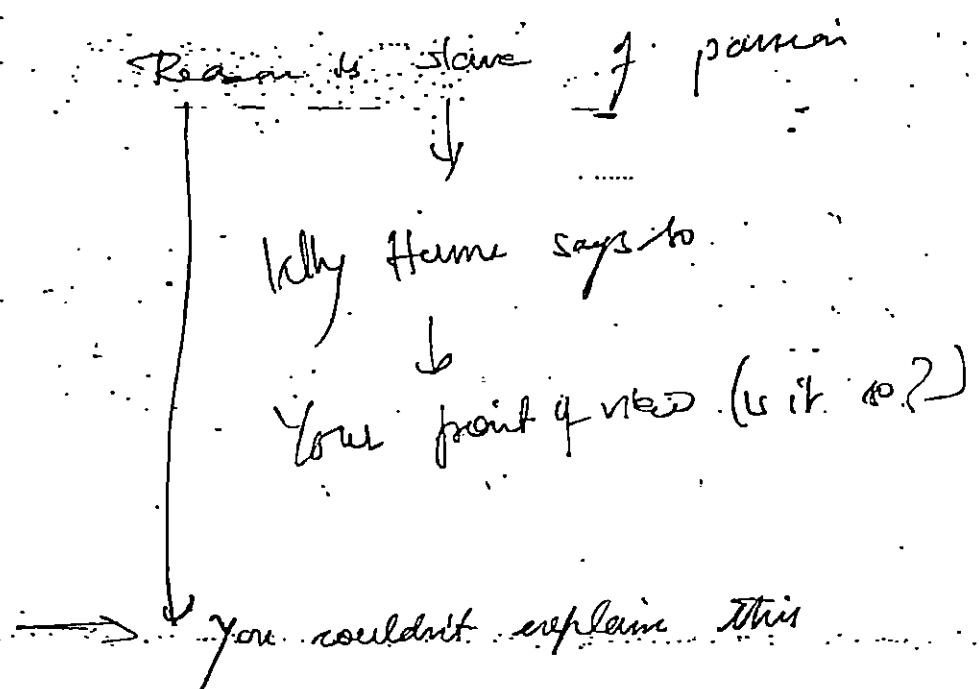 Reason is slave of passion
Why Hume says so
Your point of view (is it so?)
You couldn't explain this